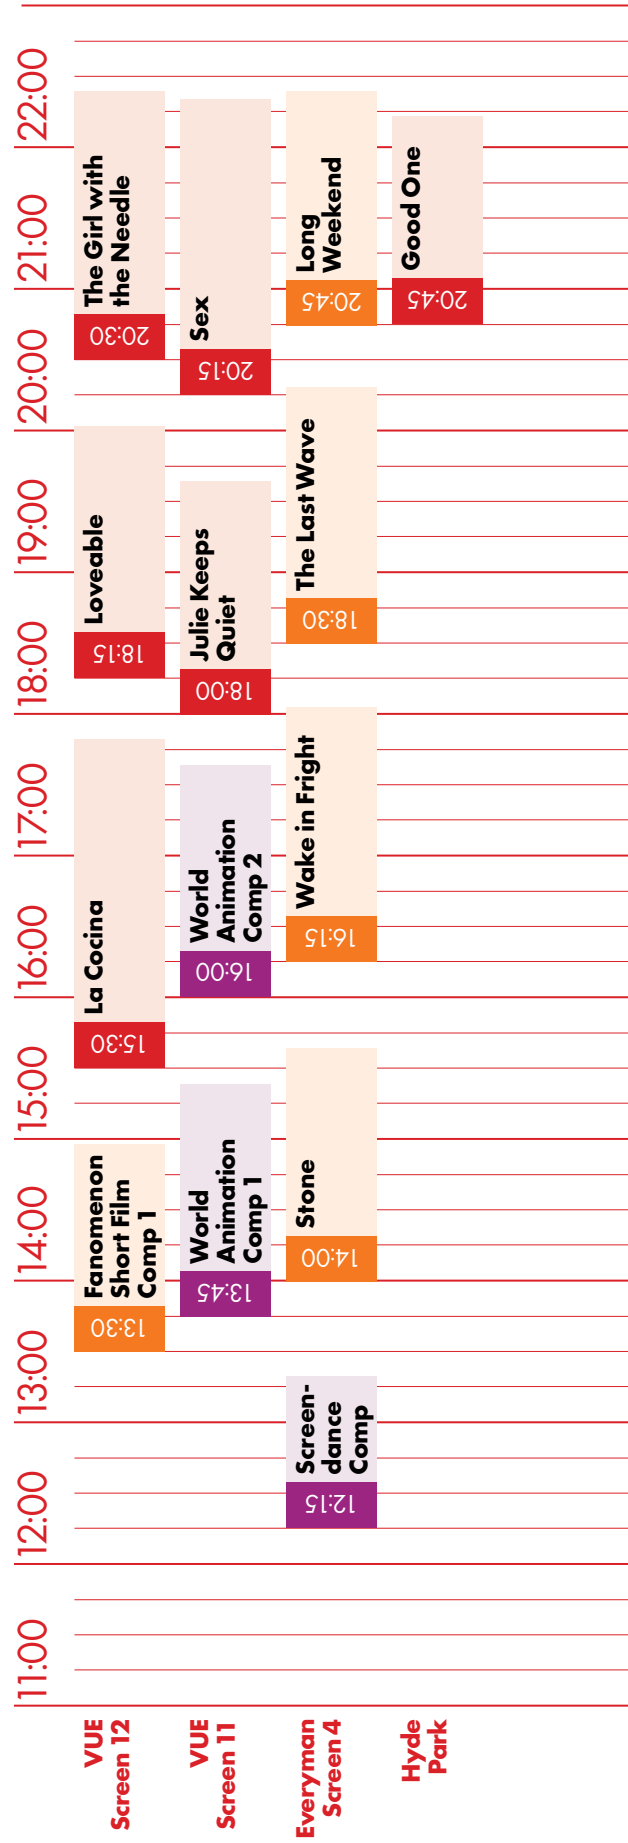 11:00
12:00
13:00
14:00
15:00
16:00
17:00
18:00
19:00
20:00
21:00
22:00
VUE
Screen 12
13:30
Fanomenon
Short Film
Comp 1
15:30
La Cocina
18:15
Loveable
20:30
The Girl with
the Needle
VUE
Screen 11
13:45
World
Animation
Comp 1
16:00
World
Animation
Comp 2
18:00
Julie Keeps
Quiet
20:15
Sex
Everyman
Screen 4
12:15
Screen-
dance
Comp
14:00
Stone
16:15
Wake in Fright
18:30
The Last Wave
20:45
Long
Weekend
Hyde
Park
20:45
Good One